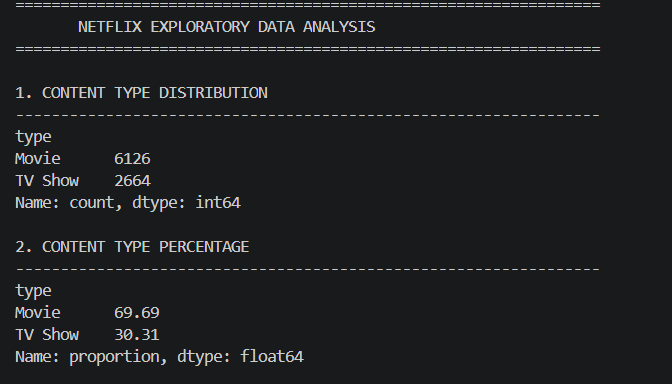 =================================================================
NETFLIX EXPLORATORY DATA ANALYSIS
=================================================================
1. CONTENT TYPE DISTRIBUTION
-----------------------------------------------------------------
type
Movie      6126
TV Show    2664
Name: count, dtype: int64
2. CONTENT TYPE PERCENTAGE
-----------------------------------------------------------------
type
Movie      69.69
TV Show    30.31
Name: proportion, dtype: float64